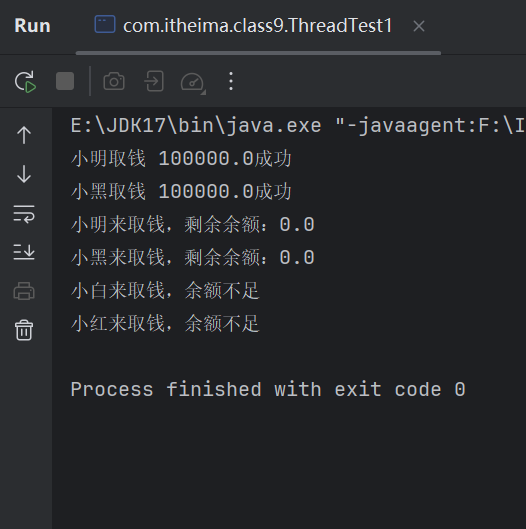 Run
com.itheima.class9.ThreadTest1
E:\JDK17\bin\java.exe "-javaagent:F:\I
小明取钱 100000.0成功
小黑取钱 100000.0成功
小明来取钱，剩余余额：0.0
小黑来取钱，剩余余额：0.0
小白来取钱，余额不足
小红来取钱，余额不足
Process finished with exit code 0